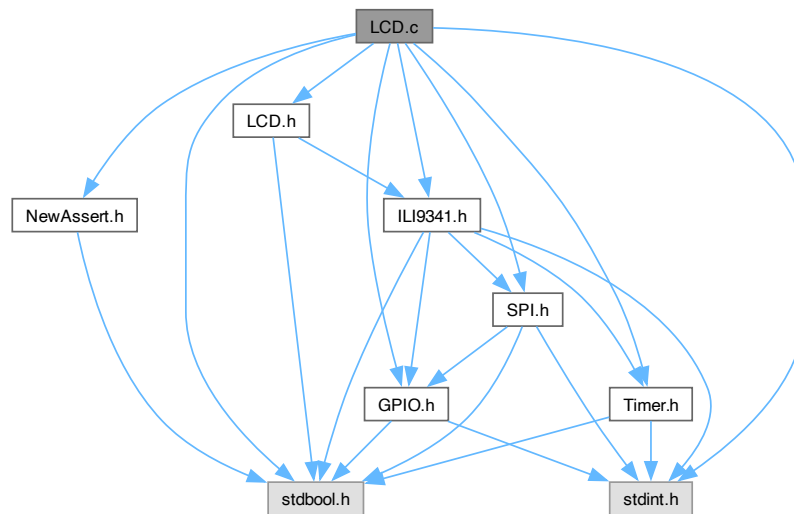 LCD.c
LCD.h
NewAssert.h
ILI9341.h
SPI.h
GPIO.h
Timer.h
stdbool.h
stdint.h